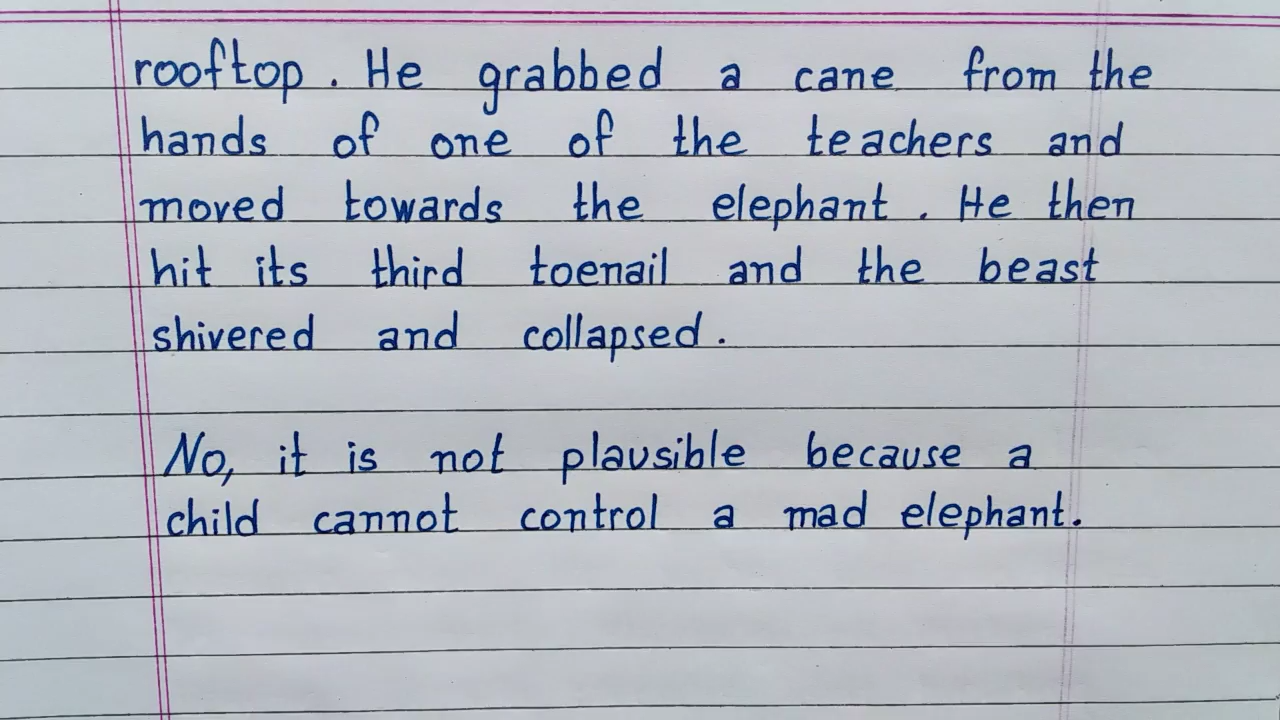 rooftop. He grabbed a cane from the
hands of one of the teachers and
moved towards the elephant. He then
hit its third toenail and the beast
shivered and collapsed.
No, it is not plausible because a
child cannot control a mad elephant.